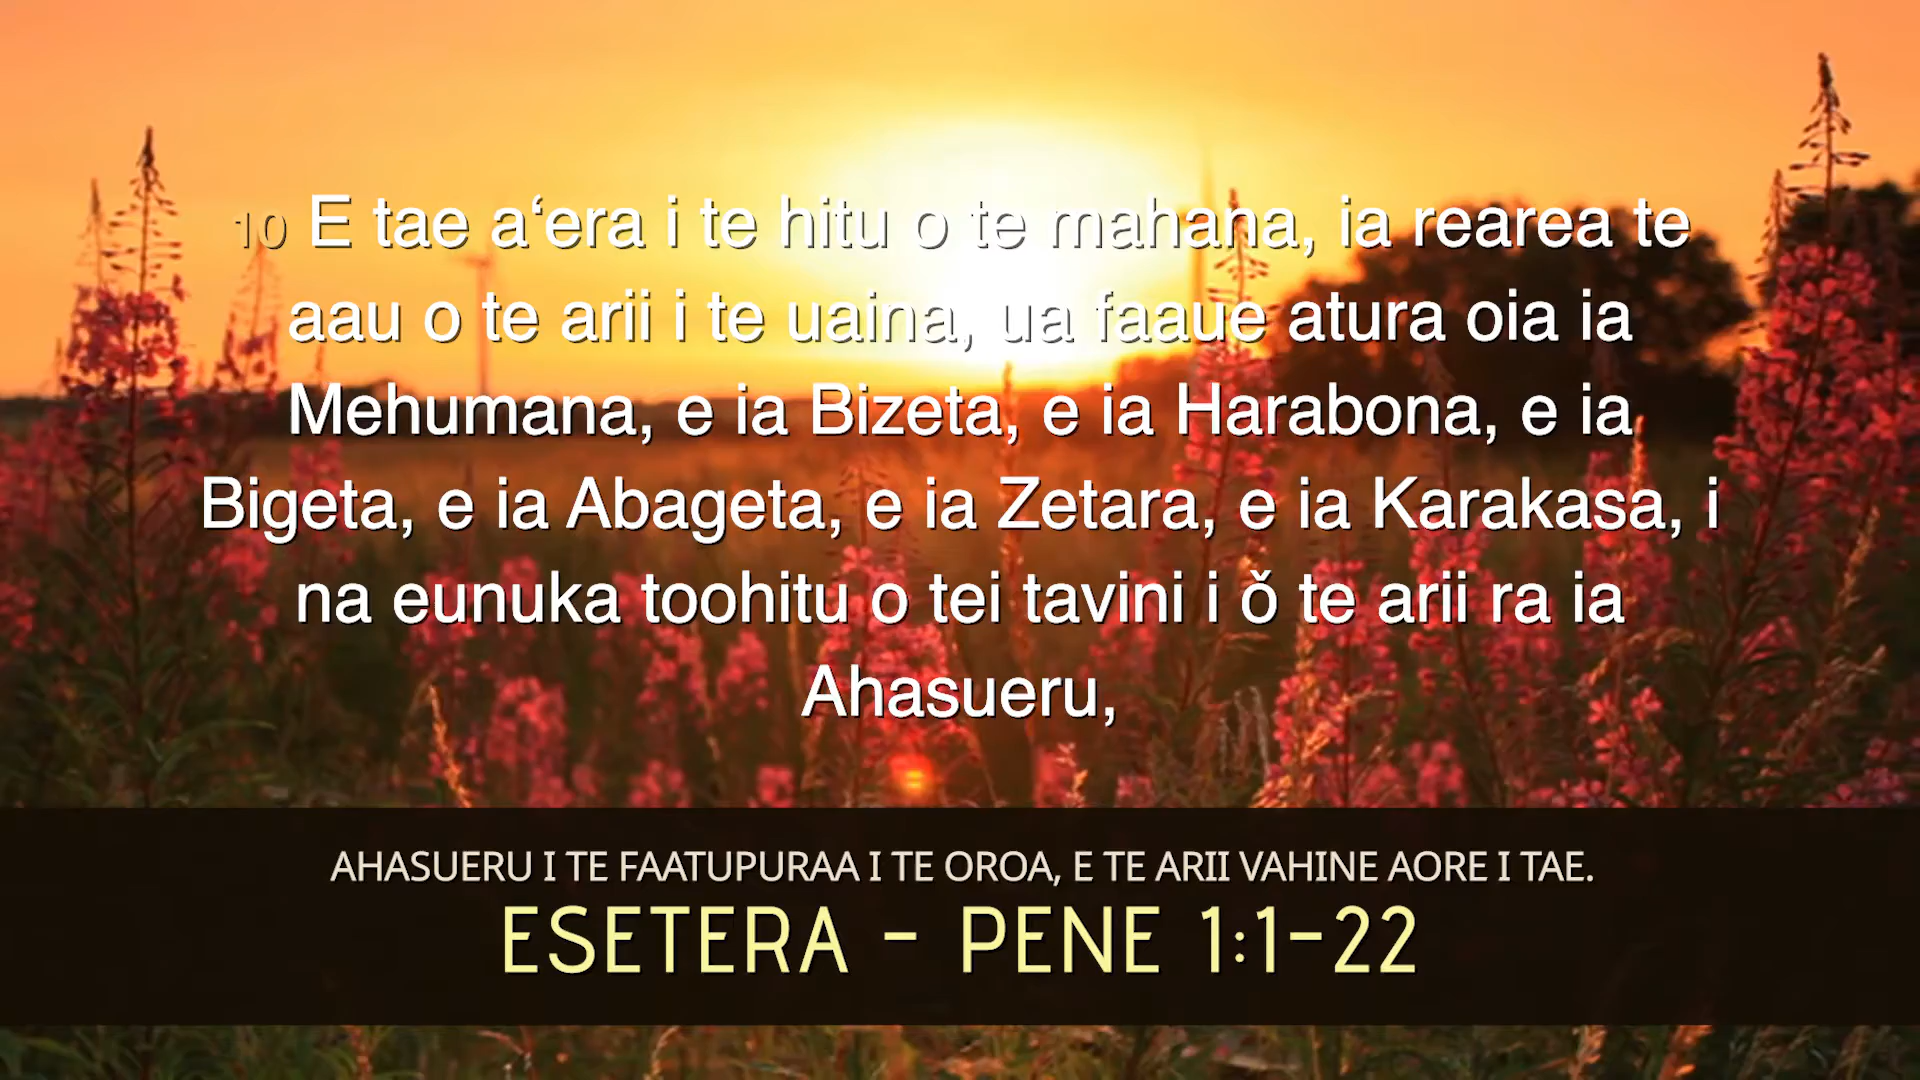 10 E tae a‘era i te hitu o te mahana, ia rearea te
aau o te arii i te uaina, ua faaue atura oia ia
Mehumana, e ia Bizeta, e ia Harabona, e ia
Bigeta, e ia Abageta, e ia Zetara, e ia Karakasa, i
na eunuka toohitu o tei tavini i ǒ te arii ra ia
Ahasueru,
AHASUERU I TE FAATUPURAA I TE OROA, E TE ARII VAHINE AORE I TAE.
ESETERA - PENE 1:1-22